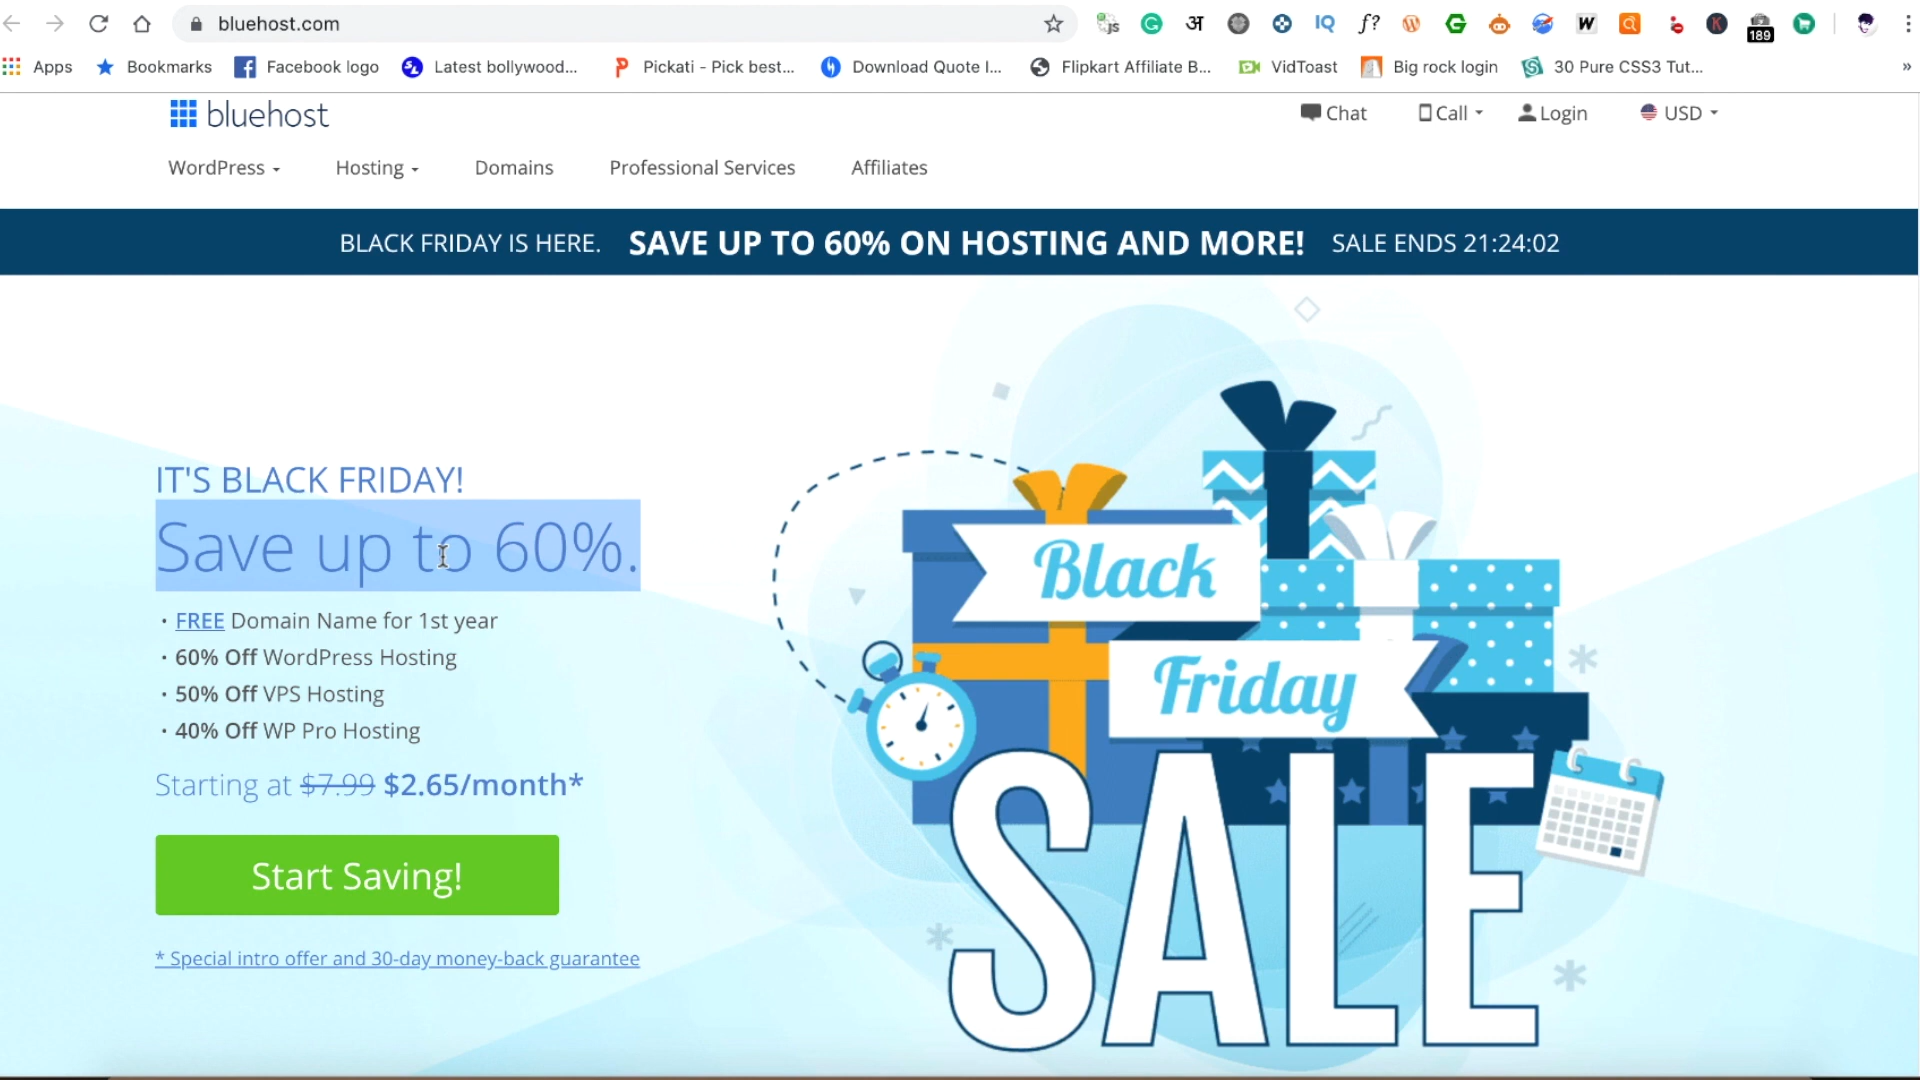 bluehost.com
189
Apps
Bookmarks
Facebook logo
Latest bollywood...
Pickati - Pick best...
Download Quote I...
Flipkart Affiliate B...
VidToast
Big rock login
30 Pure CSS3 Tut...
»
bluehost
Chat
Call
Login
USD
WordPress
Hosting
Domains
Professional Services
Affiliates
BLACK FRIDAY IS HERE. SAVE UP TO 60% ON HOSTING AND MORE! SALE ENDS 21:24:02
IT'S BLACK FRIDAY!
Save up to 60%.
· FREE Domain Name for 1st year
· 60% Off WordPress Hosting
· 50% Off VPS Hosting
· 40% Off WP Pro Hosting
Starting at $7.99 $2.65/month*
Start Saving!
* Special intro offer and 30-day money-back guarantee
Black
Friday
SALE